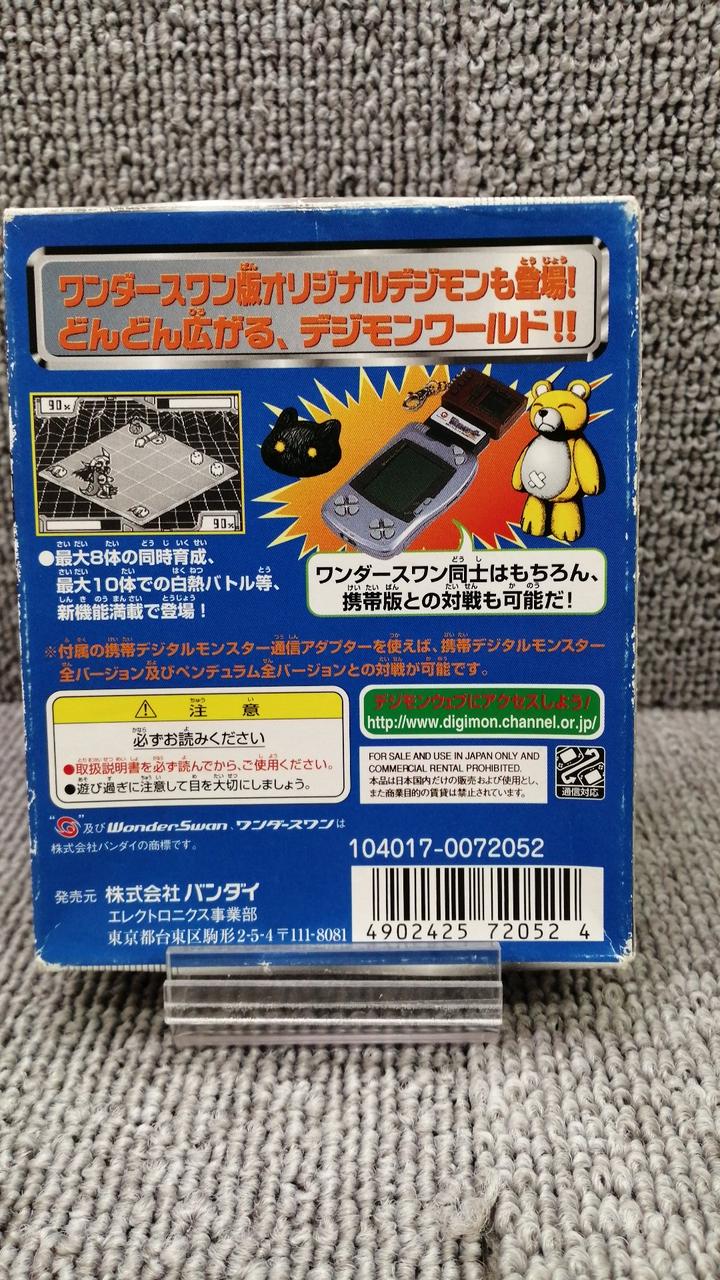 ワンダースワン版オリジナルデジモンも登場!
どんどん広がる、デジモンワールド!!
90%
90%
●最大8体の同時育成、
最大10体での白熱バトル等、
新機能満載で登場!
ワンダースワン同士はもちろん、
携帯版との対戦も可能だ!
※付属の携帯デジタルモンスター通信アダプターを使えば、携帯デジタルモンスター
全バージョン及びペンデュラム全バージョンとの対戦が可能です。
注意
必ずお読みください
●取扱説明書を必ず読んでから、ご使用ください。
●遊び過ぎに注意して目を大切にしましょう。
デジモンウェブにアクセスしよう!
http://www.digimon.channel.or.jp/
FOR SALE AND USE IN JAPAN ONLY AND
COMMERCIAL RENTAL PROHIBITED.
本品は日本国内だけの販売および使用とし、
また商業目的の賃貸は禁止されています。
通信対応
“ ”及びWonderSwan、ワンダースワンは
株式会社バンダイの商標です。
104017-0072052
発売元 株式会社バンダイ
エレクトロニクス事業部
東京都台東区駒形2-5-4〒111-8081
4902425 72052 4